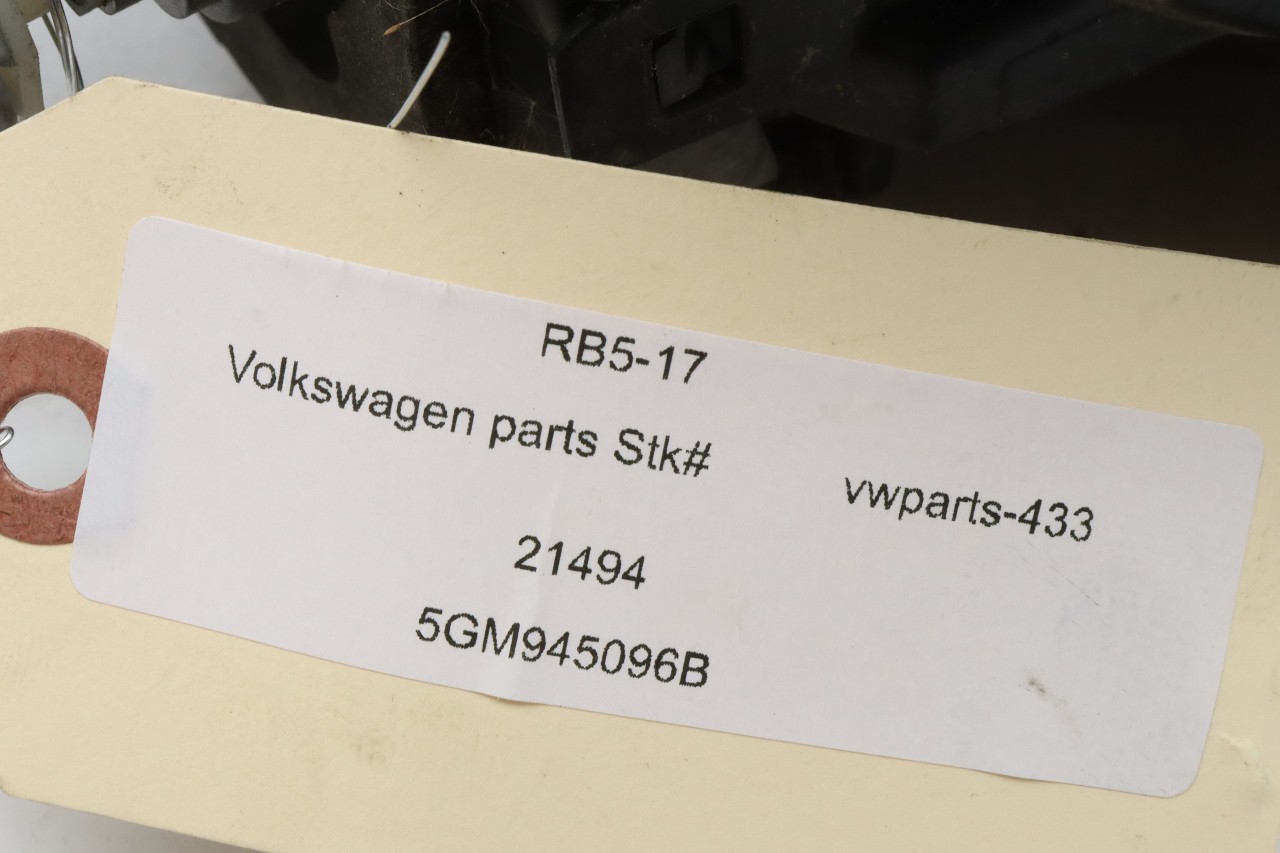 RB5-17
Volkswagen parts Stk#
vwparts-433
21494
5GM945096B